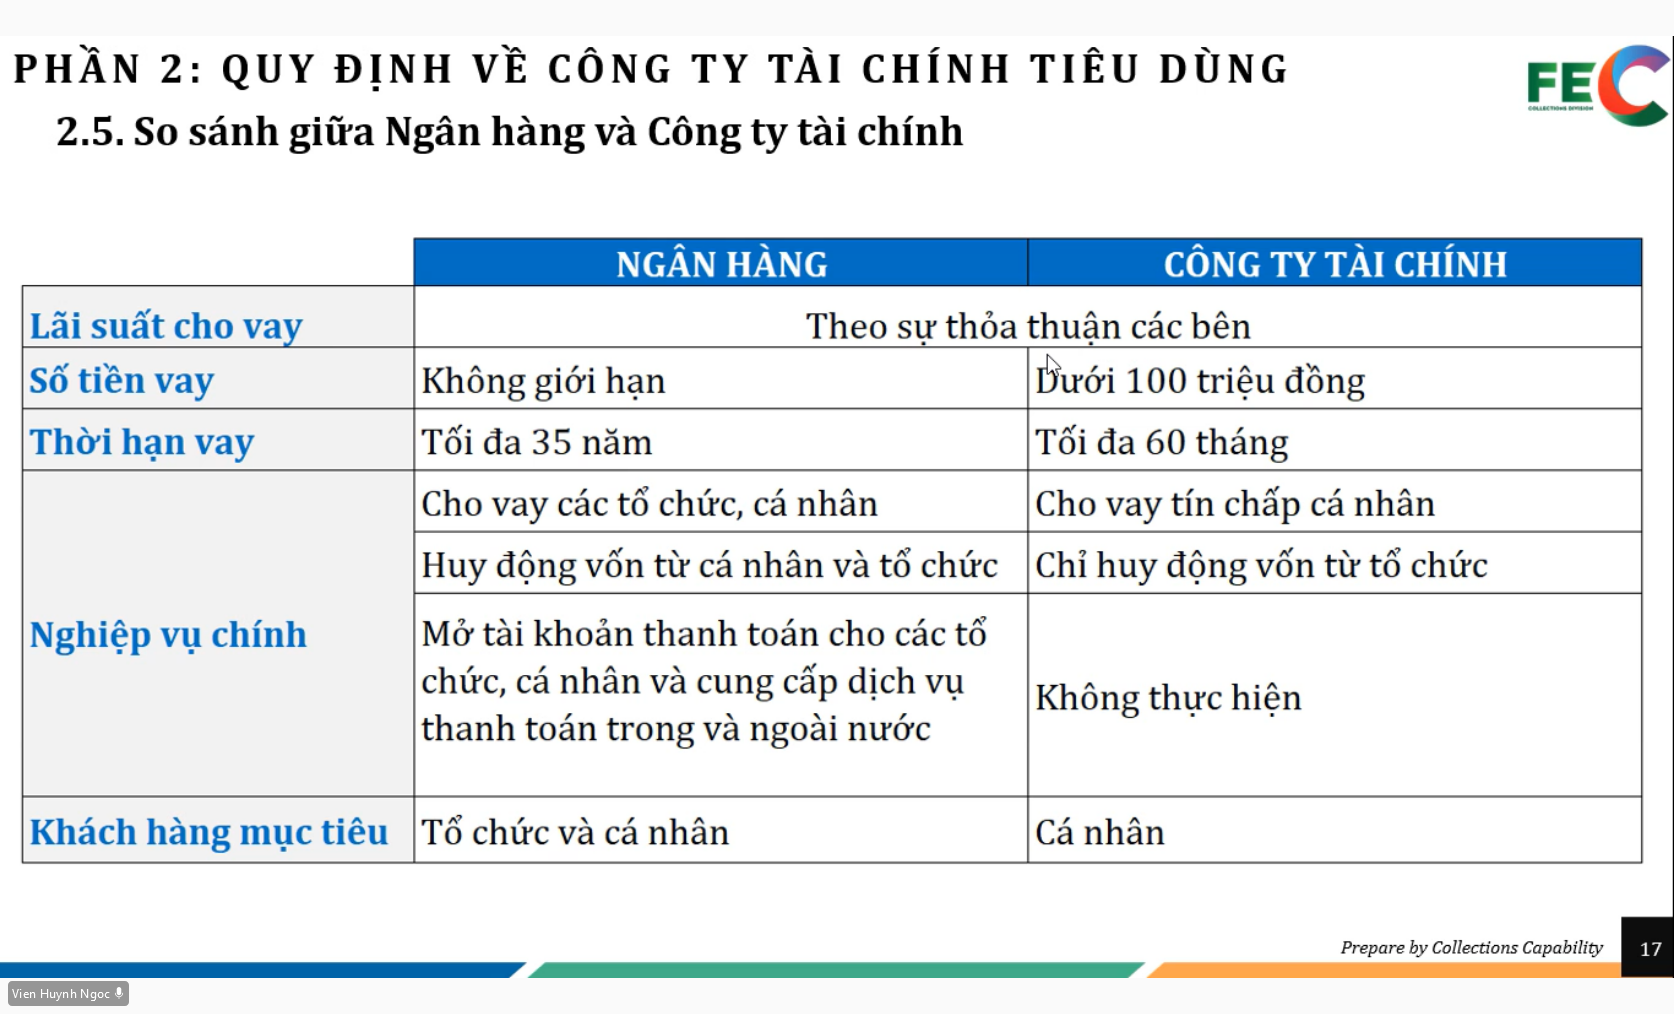 PHẦN 2: QUY ĐỊNH VỀ CÔNG TY TÀI CHÍNH TIÊU DÙNG
FEC
COLLECTIONS DIVISION
2.5. So sánh giữa Ngân hàng và Công ty tài chính
NGÂN HÀNG
CÔNG TY TÀI CHÍNH
Lãi suất cho vay
Theo sự thỏa thuận các bên
Số tiền vay
Không giới hạn
Dưới 100 triệu đồng
Thời hạn vay
Tối đa 35 năm
Tối đa 60 tháng
Nghiệp vụ chính
Cho vay các tổ chức, cá nhân
Cho vay tín chấp cá nhân
Huy động vốn từ cá nhân và tổ chức
Chỉ huy động vốn từ tổ chức
Mở tài khoản thanh toán cho các tổ
chức, cá nhân và cung cấp dịch vụ
thanh toán trong và ngoài nước
Không thực hiện
Khách hàng mục tiêu
Tổ chức và cá nhân
Cá nhân
Prepare by Collections Capability
17
Vien Huynh Ngoc